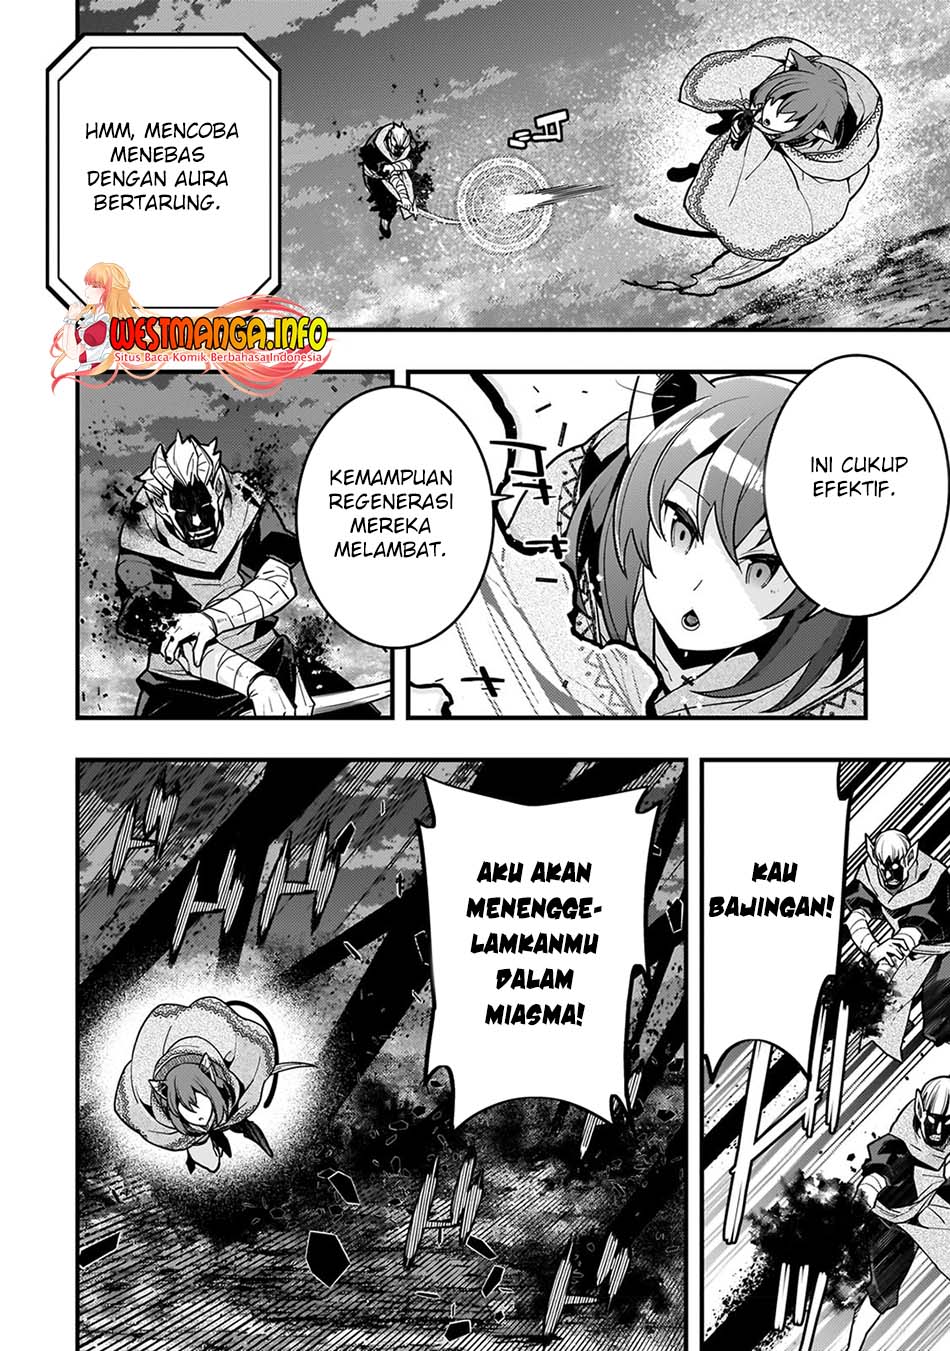 HMM, MENCOBA
MENEBAS
DENGAN AURA
BERTARUNG.
WESTMANGA.INFO
Situs Baca Komik Berbahasa Indonesia
INI CUKUP
EFEKTIF.
KEMAMPUAN
REGENERASI
MEREKA
MELAMBAT.
KAU
BAJINGAN!
AKU AKAN
MENENGGE-
LAMKANMU
DALAM
MIASMA!